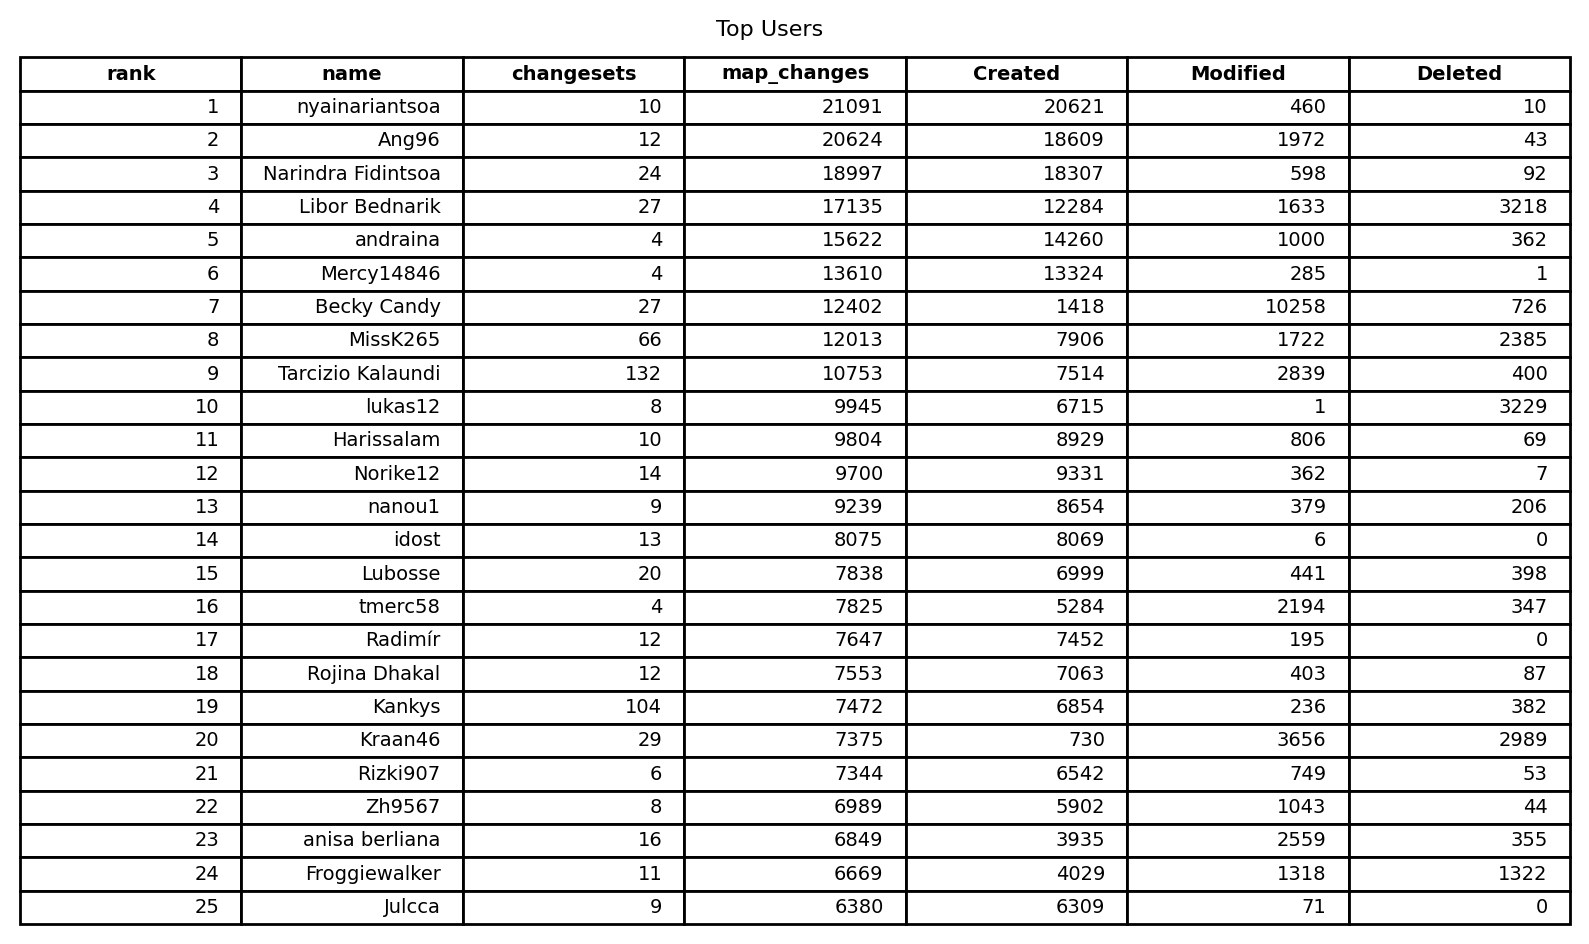 Top Users
rank name changesets map_changes Created Modified Deleted
1 nyainariantsoa 10 21091 20621 460 10
2 Ang96 12 20624 18609 1972 43
3 Narindra Fidintsoa 24 18997 18307 598 92
4 Libor Bednarik 27 17135 12284 1633 3218
5 andraina 4 15622 14260 1000 362
6 Mercy14846 4 13610 13324 285 1
7 Becky Candy 27 12402 1418 10258 726
8 MissK265 66 12013 7906 1722 2385
9 Tarcizio Kalaundi 132 10753 7514 2839 400
10 lukas12 8 9945 6715 1 3229
11 Harissalam 10 9804 8929 806 69
12 Norike12 14 9700 9331 362 7
13 nanou1 9 9239 8654 379 206
14 idost 13 8075 8069 6 0
15 Lubosse 20 7838 6999 441 398
16 tmerc58 4 7825 5284 2194 347
17 Radimír 12 7647 7452 195 0
18 Rojina Dhakal 12 7553 7063 403 87
19 Kankys 104 7472 6854 236 382
20 Kraan46 29 7375 730 3656 2989
21 Rizki907 6 7344 6542 749 53
22 Zh9567 8 6989 5902 1043 44
23 anisa berliana 16 6849 3935 2559 355
24 Froggiewalker 11 6669 4029 1318 1322
25 Julcca 9 6380 6309 71 0